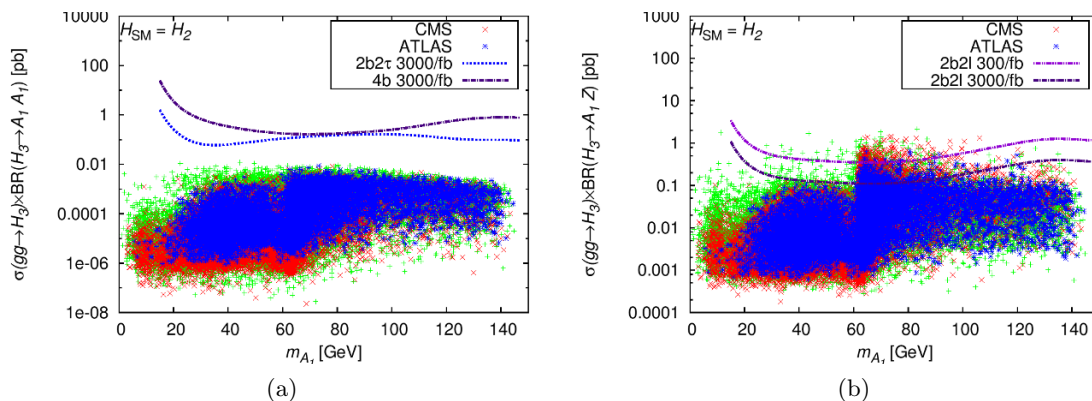 H_SM = H_2
CMS
ATLAS
2b2τ 3000/fb
4b 3000/fb
σ(gg→H_3)×BR(H_3→A_1 A_1) [pb]
10000
100
1
0.01
0.0001
1e-06
1e-08
0 20 40 60 80 100 120 140
m_A_1 [GeV]
(a)
H_SM = H_2
CMS
ATLAS
2b2l 300/fb
2b2l 3000/fb
σ(gg→H_3)×BR(H_3→A_1 Z) [pb]
1000
100
10
1
0.1
0.01
0.001
0.0001
0 20 40 60 80 100 120 140
m_A_1 [GeV]
(b)